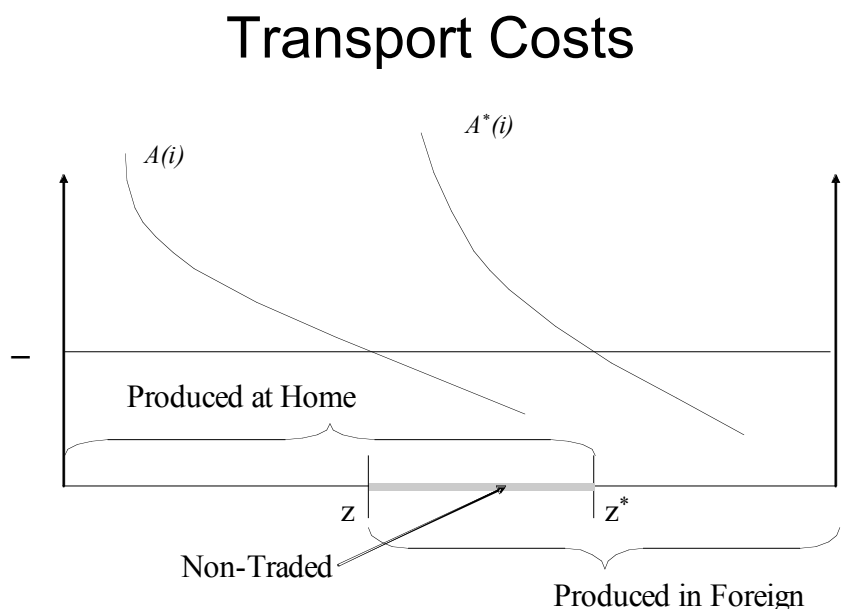 Transport Costs
A(i)
A*(i)
–
Produced at Home
z
z*
Non-Traded
Produced in Foreign